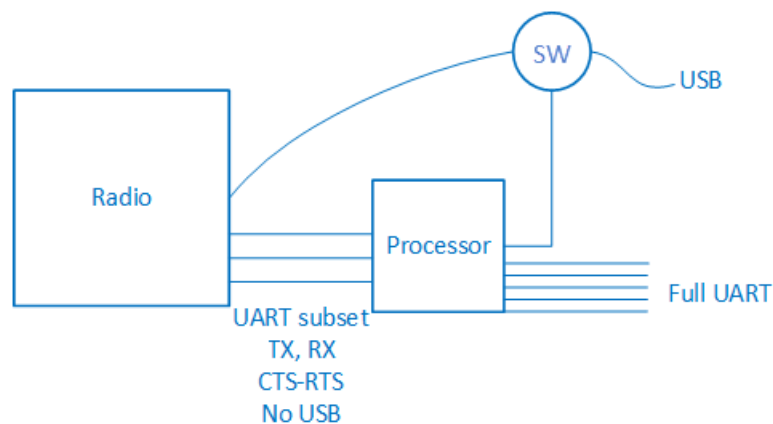 SW
USB
Radio
Processor
Full UART
UART subset
TX, RX
CTS-RTS
No USB